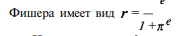 e
Фишера имеет вид r = ———
1 + π e